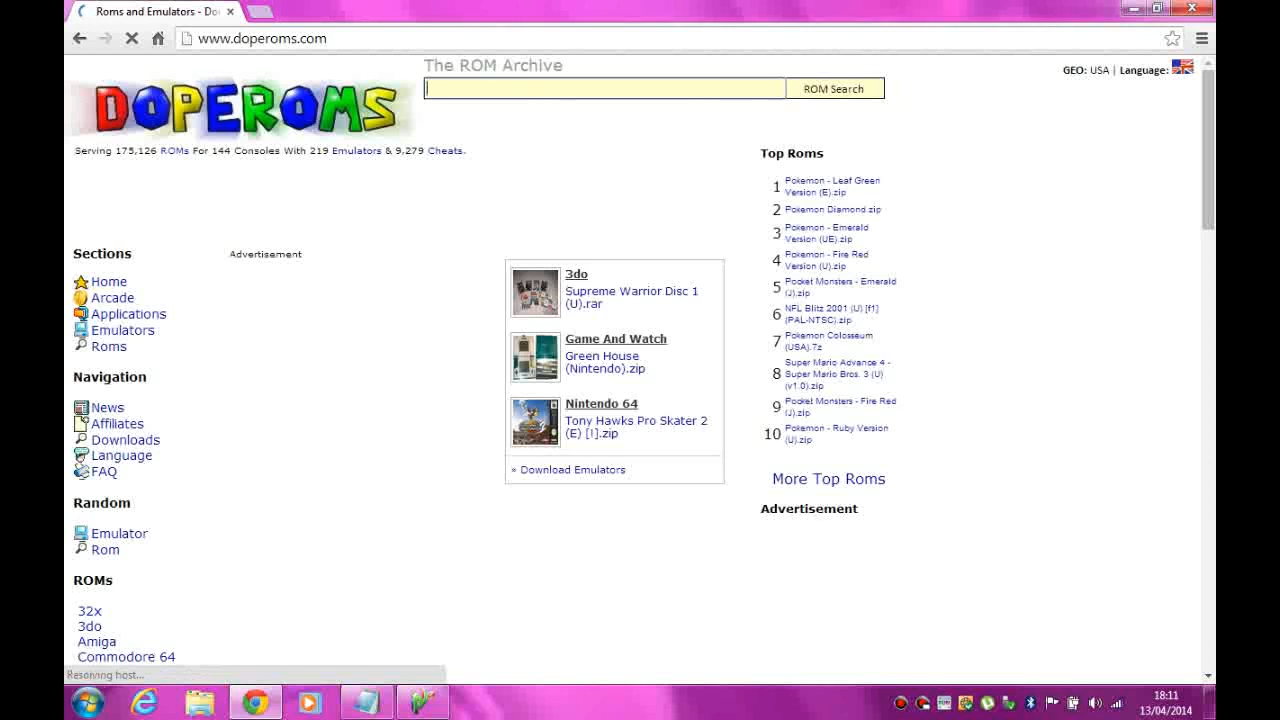 Roms and Emulators - Do
www.doperoms.com
The ROM Archive
ROM Search
GEO: USA | Language:
DOPEROMS
Serving 175,126 ROMs For 144 Consoles With 219 Emulators & 9,279 Cheats.
Sections
Home
Arcade
Applications
Emulators
Roms
Navigation
News
Affiliates
Downloads
Language
FAQ
Random
Emulator
Rom
ROMs
32x
3do
Amiga
Commodore 64
Advertisement
3do
Supreme Warrior Disc 1
(U).rar
Game And Watch
Green House
(Nintendo).zip
Nintendo 64
Tony Hawks Pro Skater 2
(E) [!].zip
» Download Emulators
Top Roms
1 Pokemon - Leaf Green
Version (E).zip
2 Pokemon Diamond.zip
3 Pokemon - Emerald
Version (UE).zip
4 Pokemon - Fire Red
Version (U).zip
5 Pocket Monsters - Emerald
(J).zip
6 NFL Blitz 2001 (U) [f1]
(PAL-NTSC).zip
7 Pokemon Colosseum
(USA).7z
8 Super Mario Advance 4 -
Super Mario Bros. 3 (U)
(v1.0).zip
9 Pocket Monsters - Fire Red
(J).zip
10 Pokemon - Ruby Version
(U).zip
More Top Roms
Advertisement
Resolving host...
18:11
13/04/2014